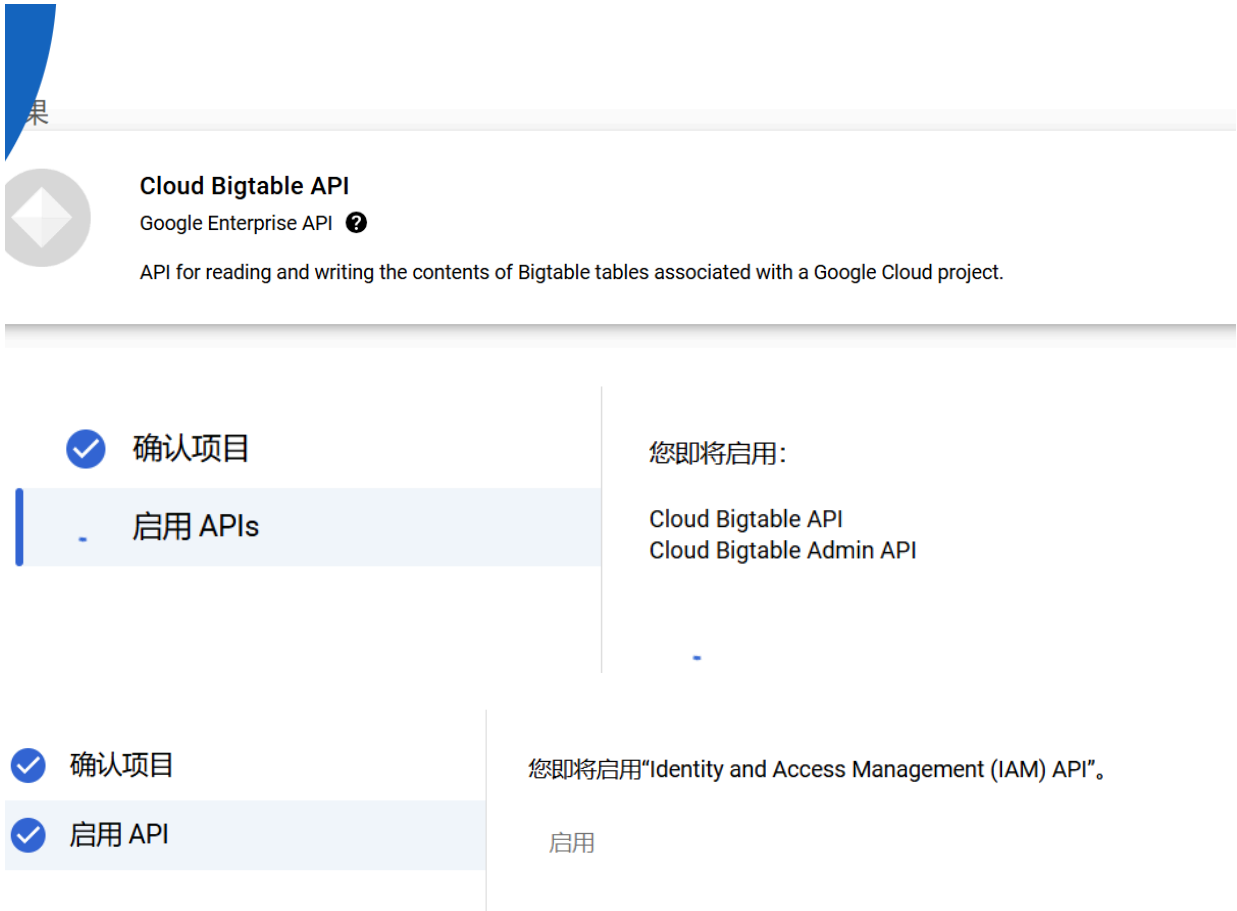 果
Cloud Bigtable API
Google Enterprise API ?
API for reading and writing the contents of Bigtable tables associated with a Google Cloud project.
确认项目
启用 APIs
您即将启用：
Cloud Bigtable API
Cloud Bigtable Admin API
确认项目
启用 API
您即将启用“Identity and Access Management (IAM) API”。
启用